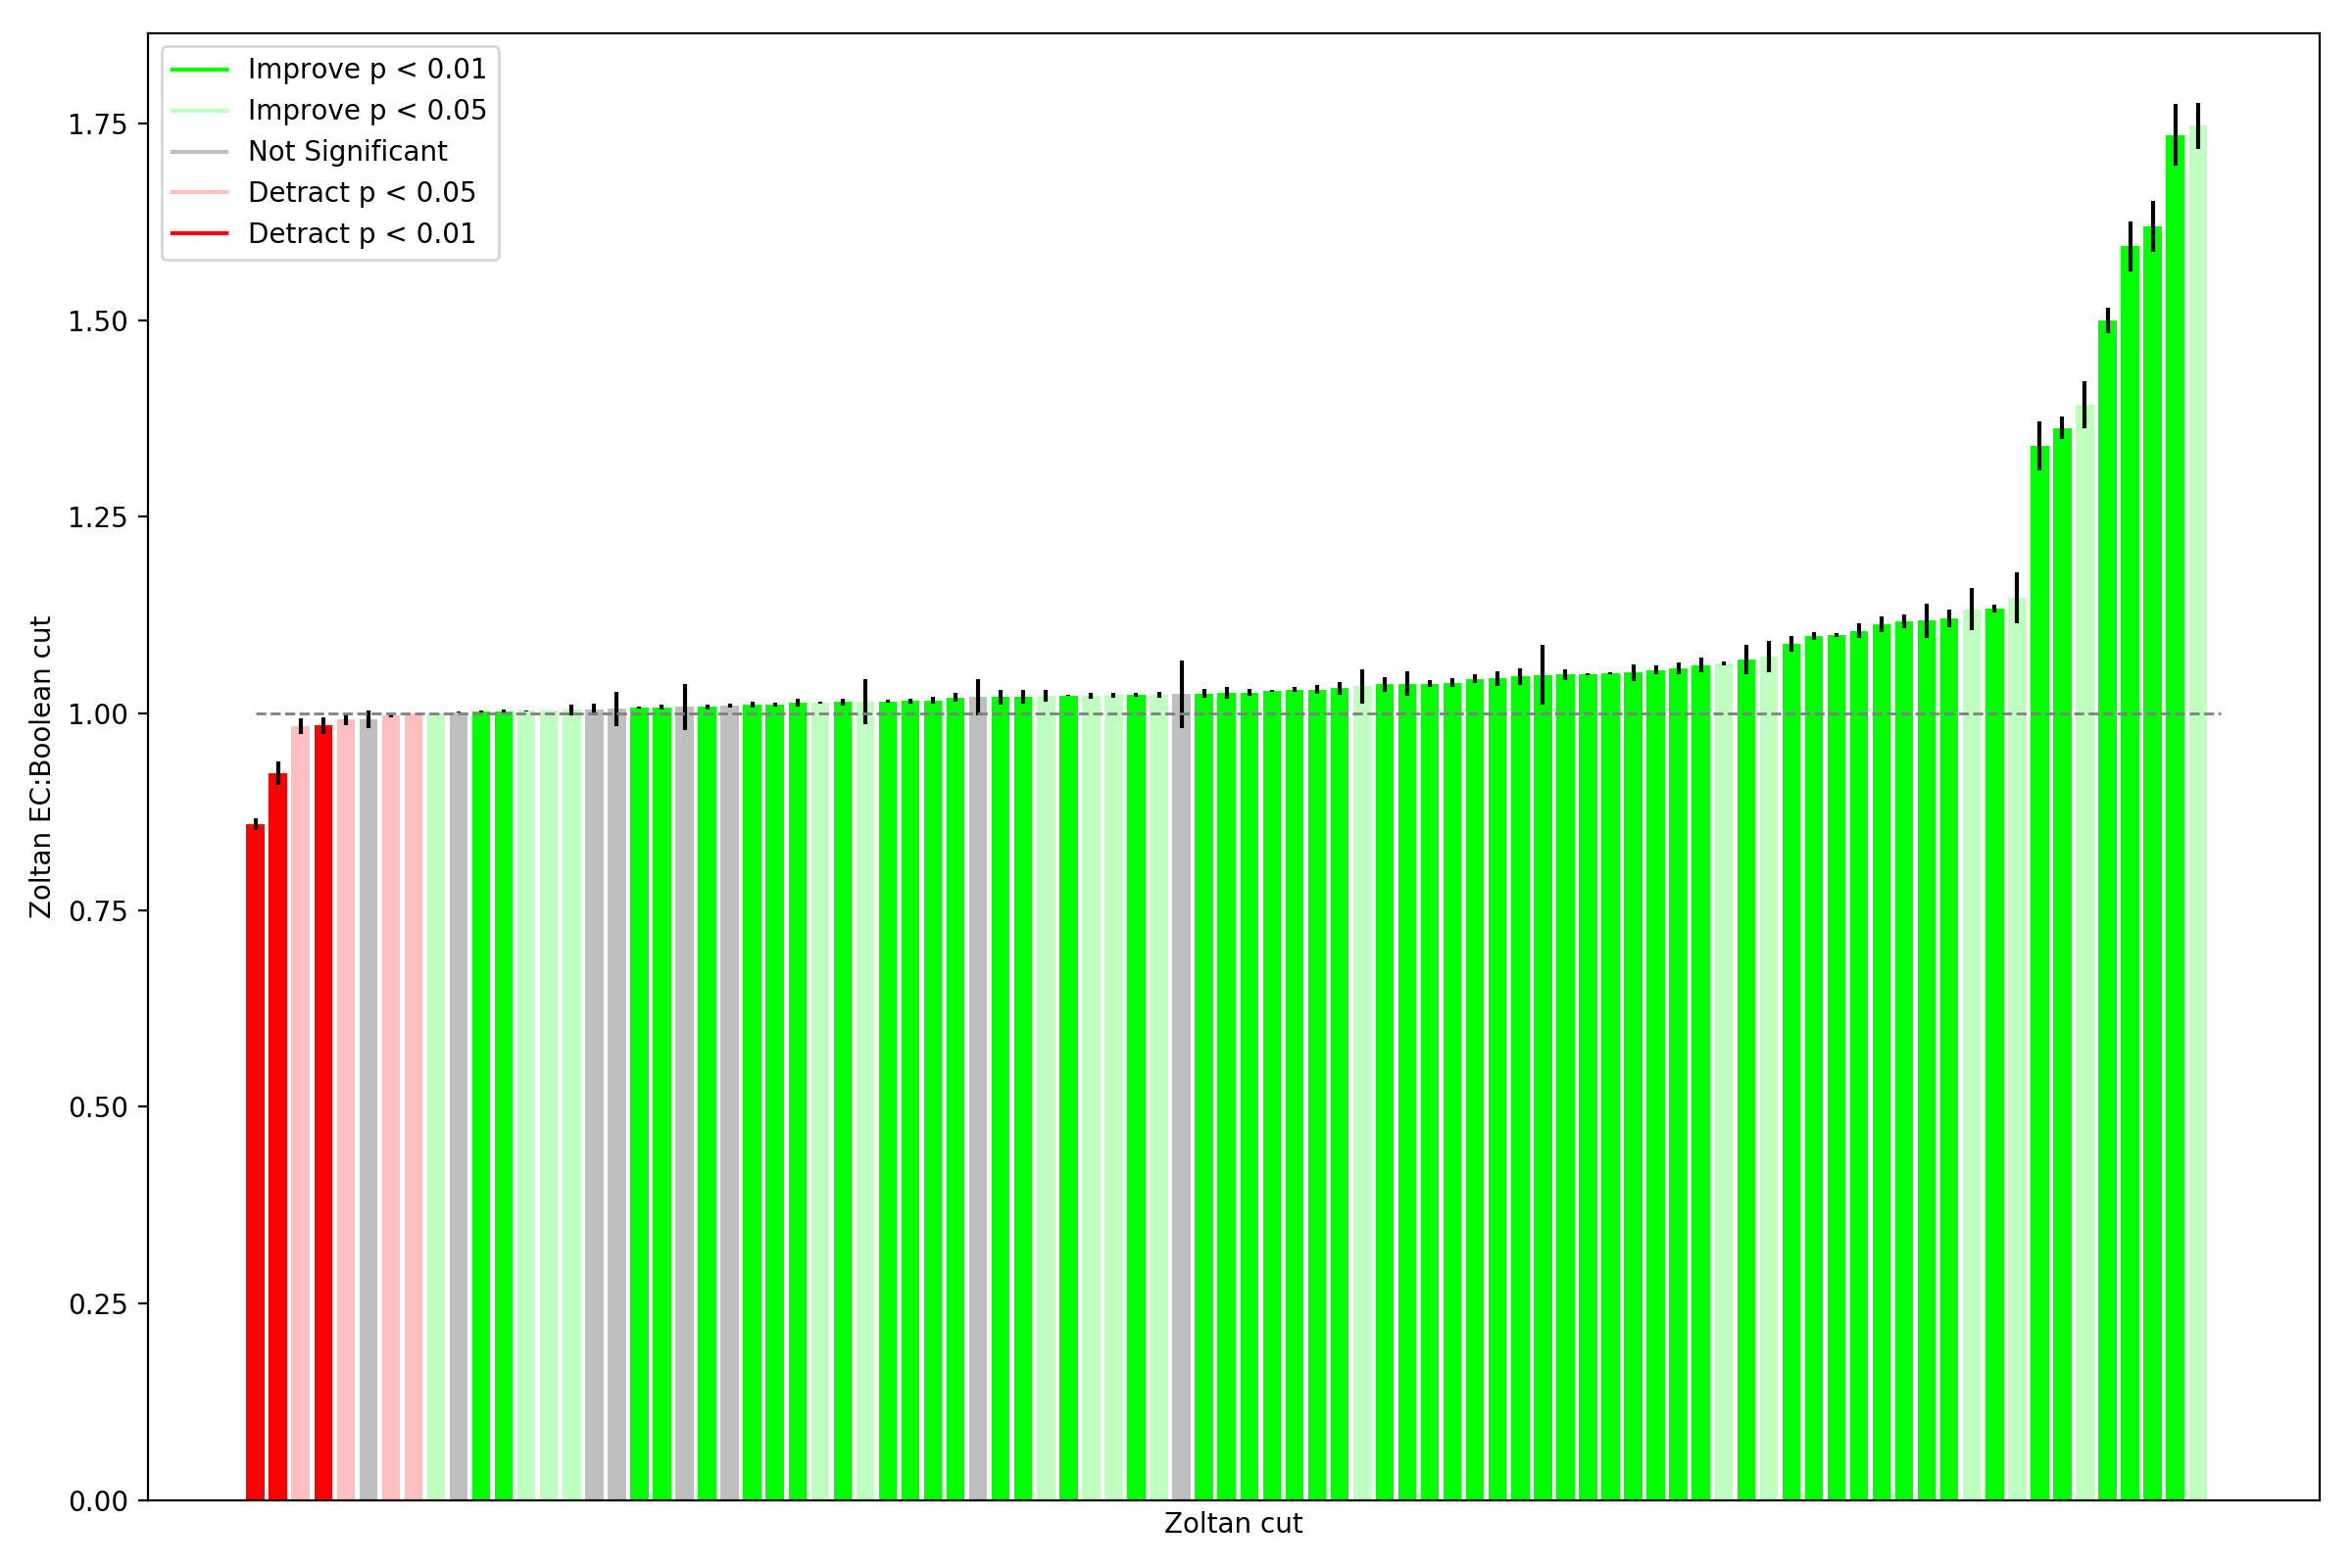 Improve p < 0.01
Improve p < 0.05
Not Significant
Detract p < 0.05
Detract p < 0.01
1.75
1.50
1.25
1.00
0.75
0.50
0.25
0.00
Zoltan EC:Boolean cut
Zoltan cut